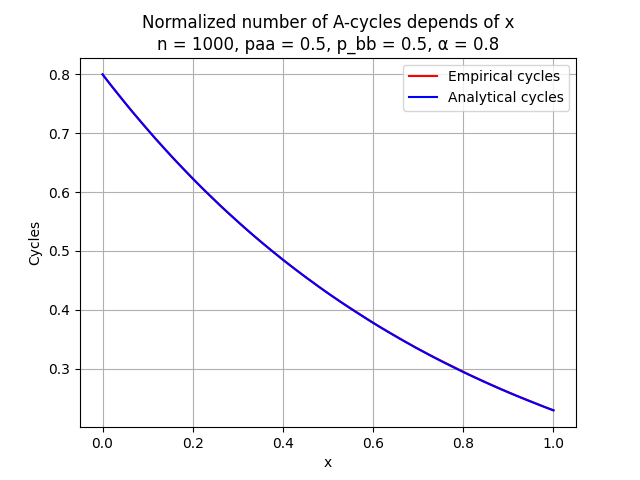 Normalized number of A-cycles depends of x
n = 1000, paa = 0.5, p_bb = 0.5, α = 0.8
Empirical cycles
Analytical cycles
0.8
0.7
0.6
0.5
0.4
0.3
Cycles
0.0 0.2 0.4 0.6 0.8 1.0
x